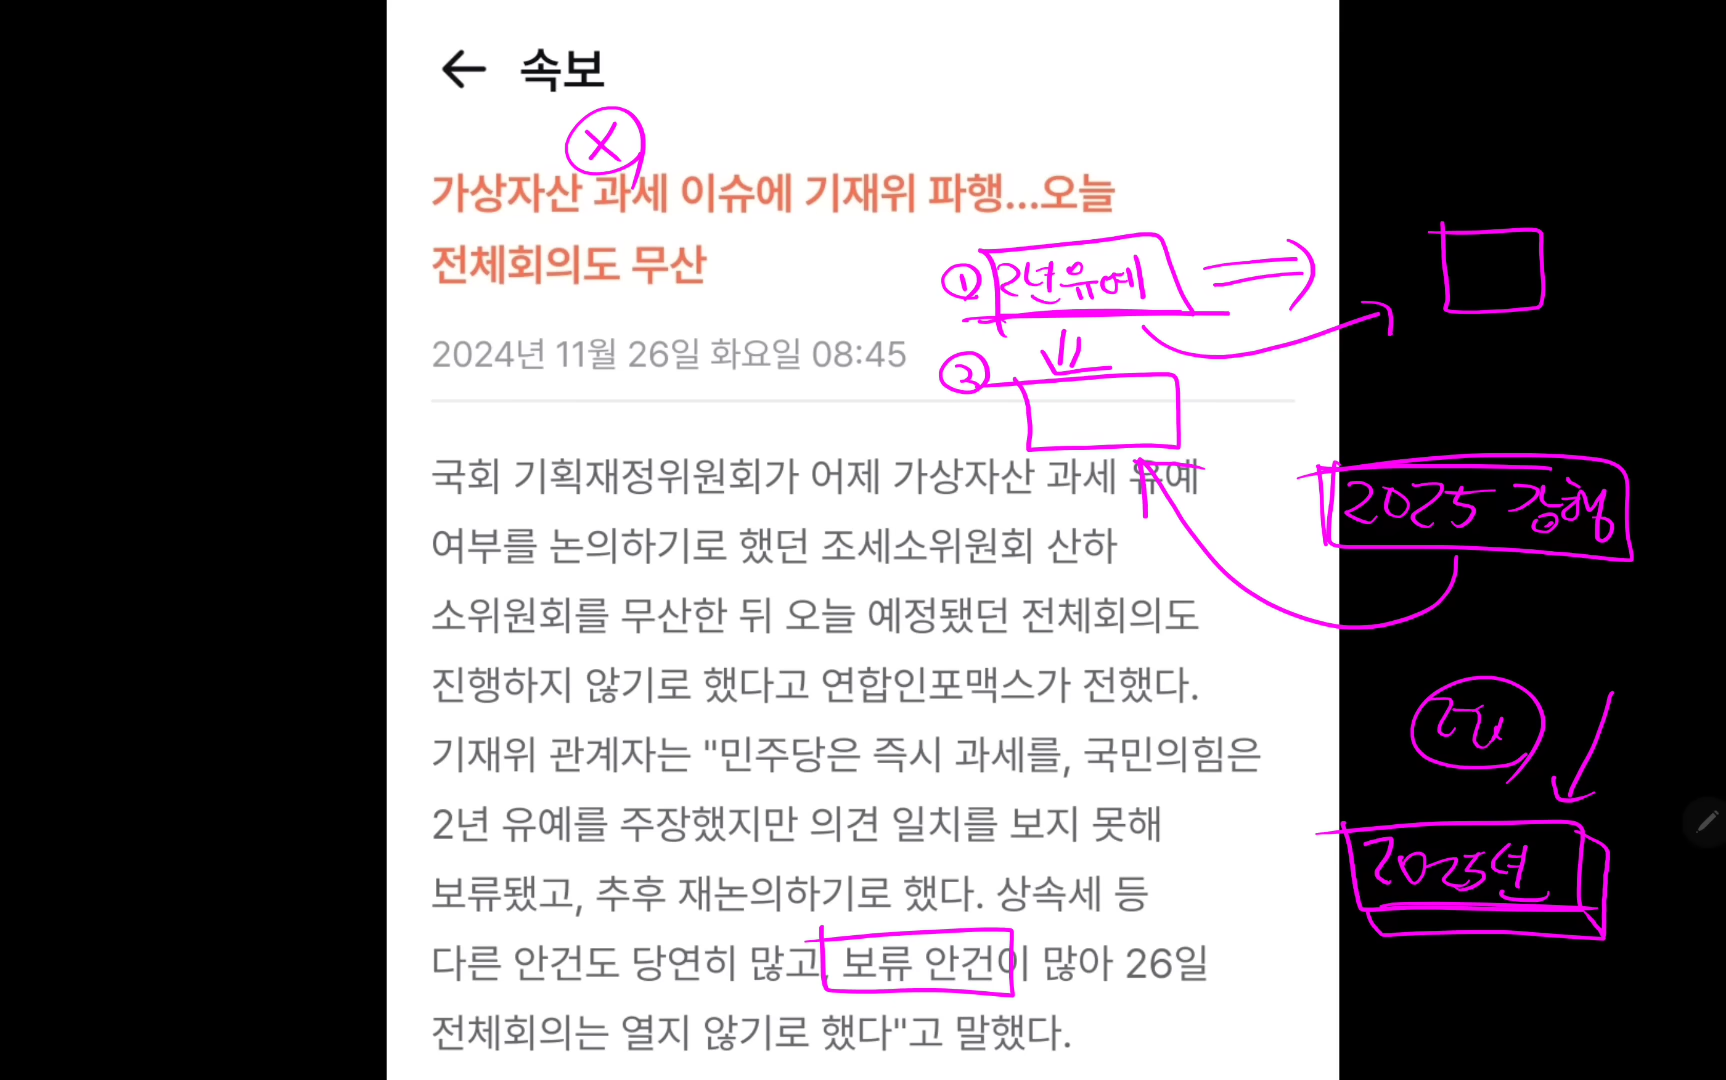 속보
X
가상자산 과세 이슈에 기재위 파행...오늘
전체회의도 무산
① 2년유예
2024년 11월 26일 화요일 08:45
②
국회 기획재정위원회가 어제 가상자산 과세 유예
여부를 논의하기로 했던 조세소위원회 산하
소위원회를 무산한 뒤 오늘 예정됐던 전체회의도
진행하지 않기로 했다고 연합인포맥스가 전했다.
기재위 관계자는 "민주당은 즉시 과세를, 국민의힘은
2년 유예를 주장했지만 의견 일치를 보지 못해
보류됐고, 추후 재논의하기로 했다. 상속세 등
다른 안건도 당연히 많고, 보류 안건이 많아 26일
전체회의는 열지 않기로 했다"고 말했다.
2025 강행
2025년